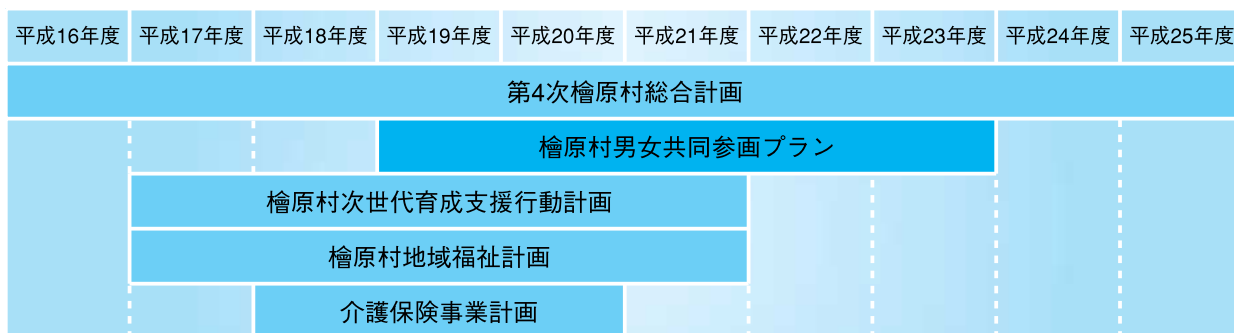 平成16年度 平成17年度 平成18年度 平成19年度 平成20年度 平成21年度 平成22年度 平成23年度 平成24年度 平成25年度
第4次檜原村総合計画
檜原村男女共同参画プラン
檜原村次世代育成支援行動計画
檜原村地域福祉計画
介護保険事業計画